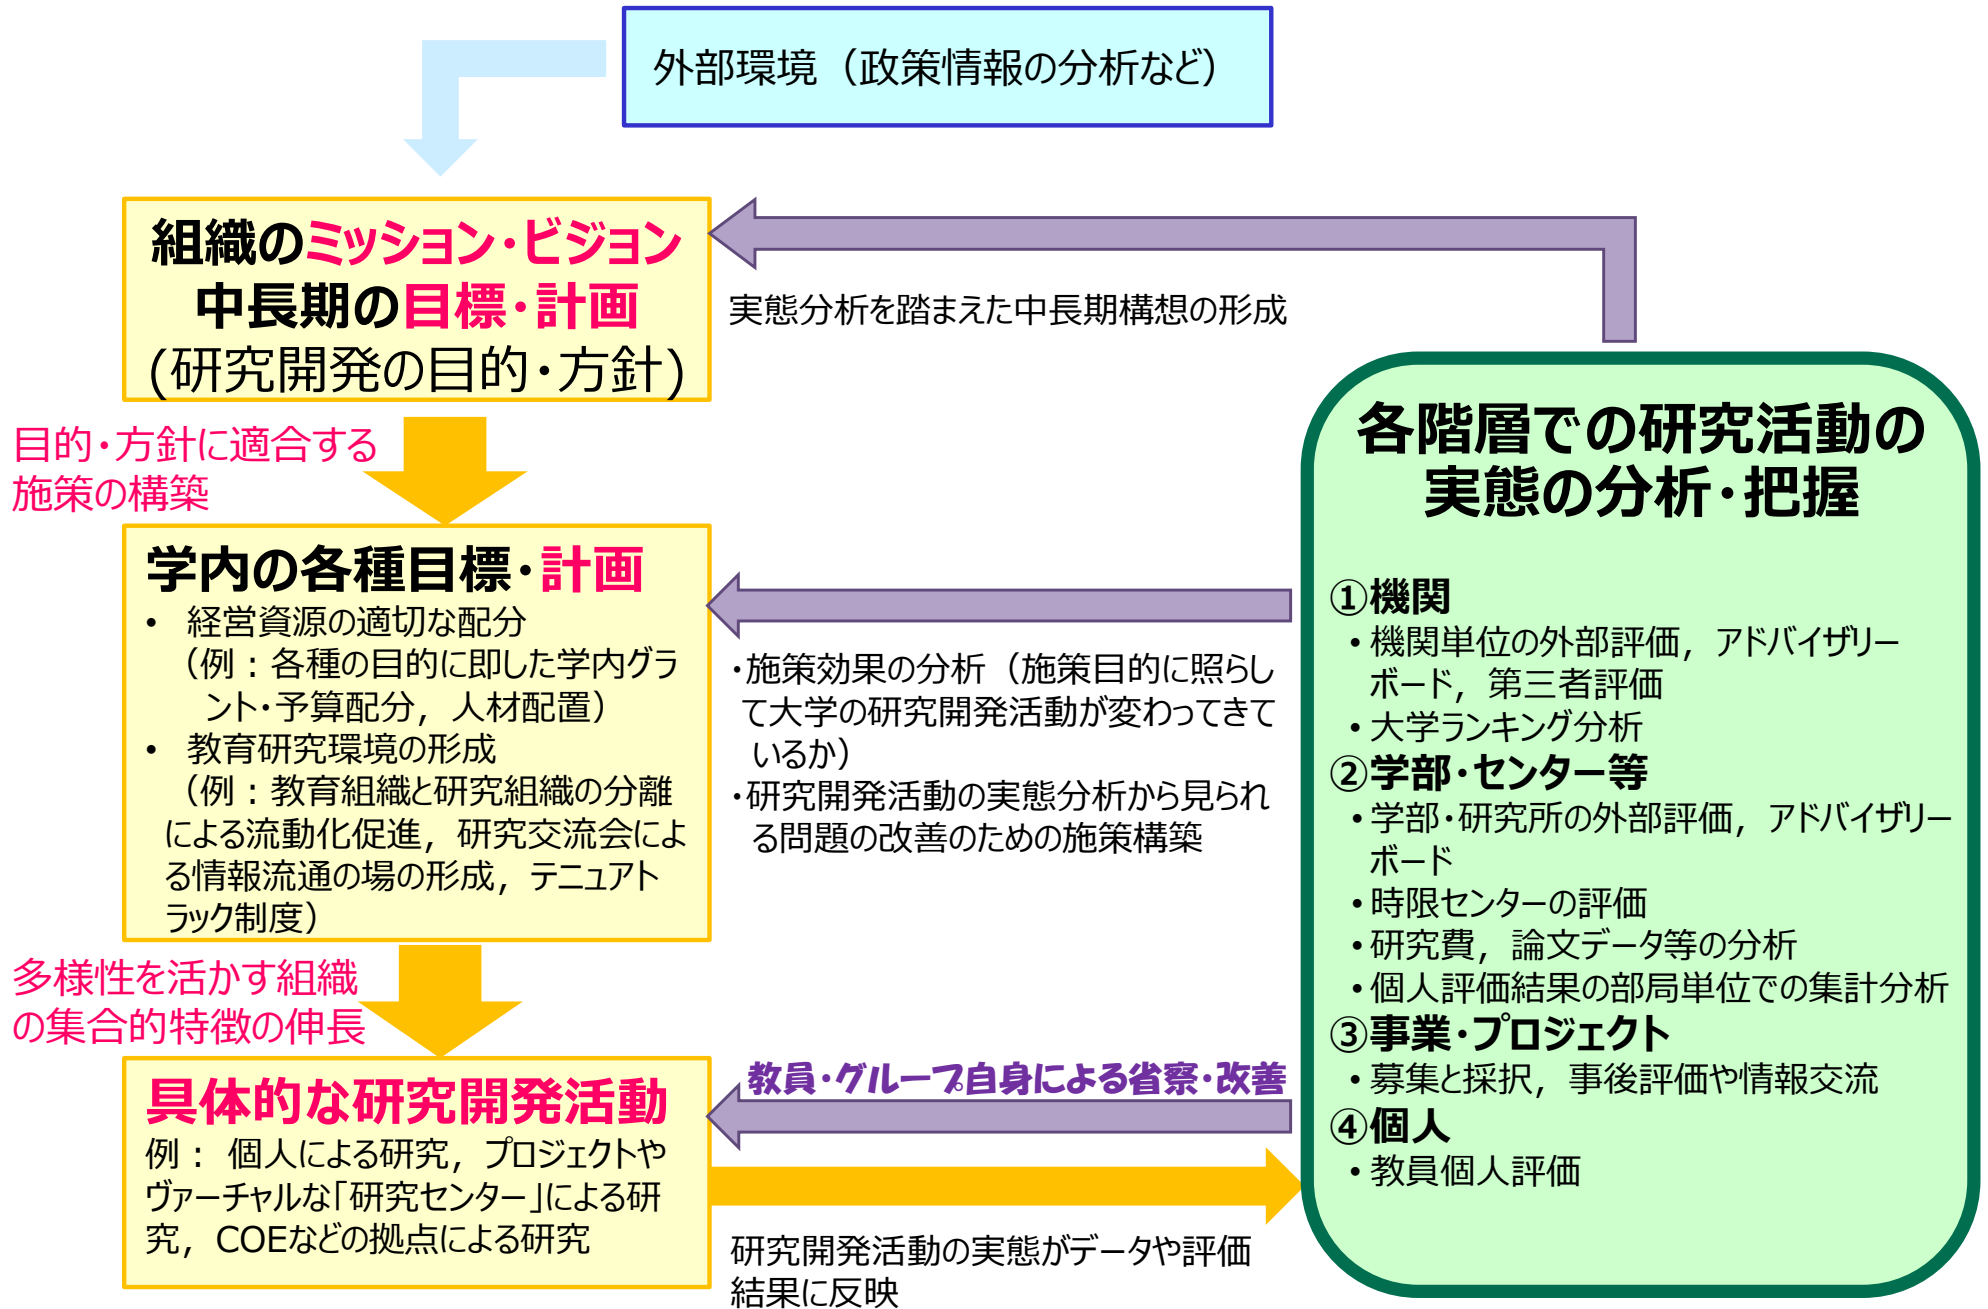 外部環境（政策情報の分析など）
組織のミッション・ビジョン
中長期の目標・計画
(研究開発の目的・方針)
実態分析を踏まえた中長期構想の形成
目的・方針に適合する
施策の構築
学内の各種目標・計画
• 経営資源の適切な配分
（例：各種の目的に即した学内グラ
ント・予算配分，人材配置）
• 教育研究環境の形成
（例：教育組織と研究組織の分離
による流動化促進，研究交流会によ
る情報流通の場の形成，テニュアト
ラック制度）
・施策効果の分析（施策目的に照らし
て大学の研究開発活動が変わってきて
いるか）
・研究開発活動の実態分析から見られ
る問題の改善のための施策構築
多様性を活かす組織
の集合的特徴の伸長
具体的な研究開発活動
例： 個人による研究，プロジェクトや
ヴァーチャルな「研究センター」による研
究，COEなどの拠点による研究
教員・グループ自身による省察・改善
研究開発活動の実態がデータや評価
結果に反映
各階層での研究活動の
実態の分析・把握
①機関
• 機関単位の外部評価，アドバイザリー
ボード，第三者評価
• 大学ランキング分析
②学部・センター等
• 学部・研究所の外部評価，アドバイザリー
ボード
• 時限センターの評価
• 研究費，論文データ等の分析
• 個人評価結果の部局単位での集計分析
③事業・プロジェクト
• 募集と採択，事後評価や情報交流
④個人
• 教員個人評価